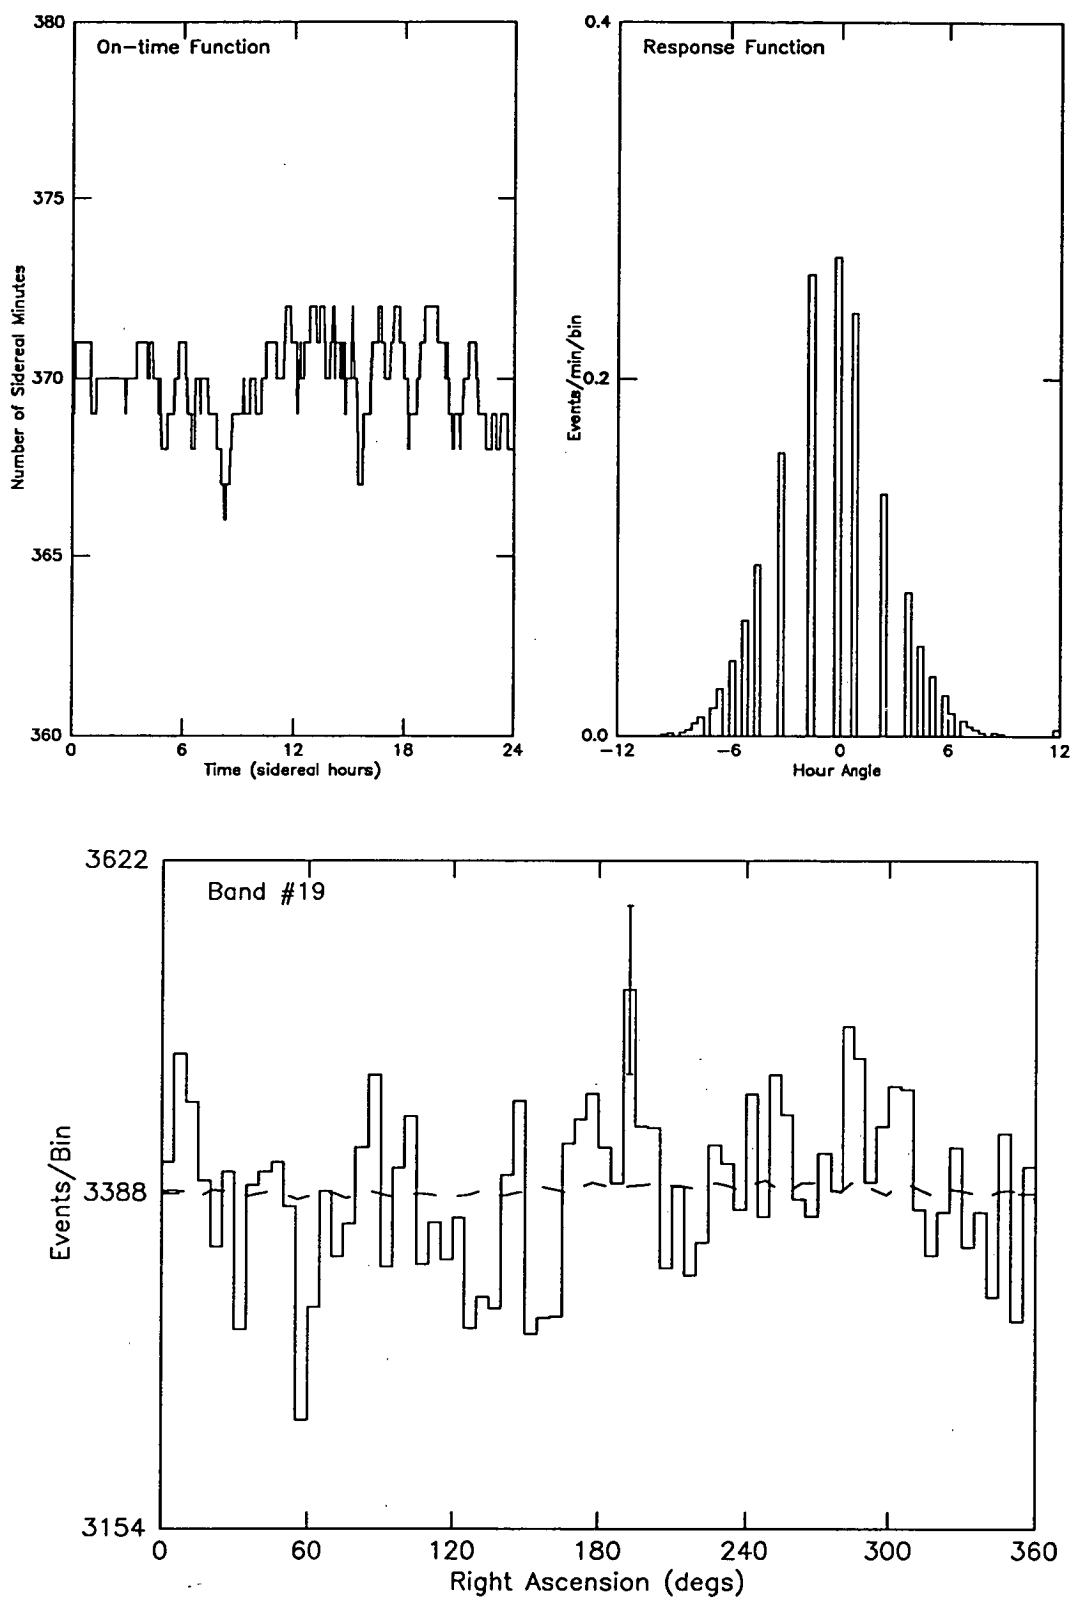 380
On-time Function
375
370
365
360
Number of Sidereal Minutes
0 6 12 18 24
Time (sidereal hours)
0.4
Response Function
0.2
0.0
Events/min/bin
-12 -6 0 6 12
Hour Angle
3622
Band #19
3388
3154
Events/Bin
0 60 120 180 240 300 360
Right Ascension (degs)